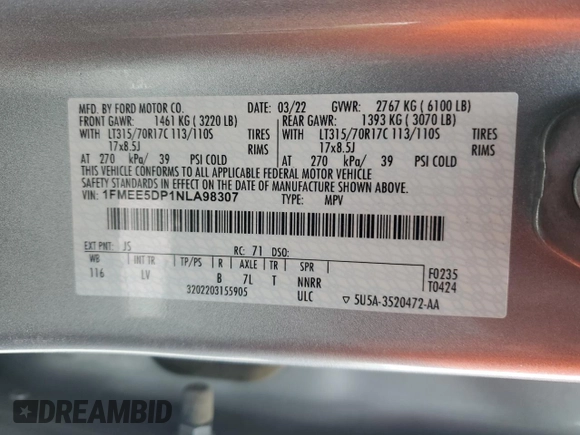 MFD. BY FORD MOTOR CO. DATE: 03/22 GVWR: 2767 KG ( 6100 LB)
FRONT GAWR: 1461 KG ( 3220 LB) REAR GAWR: 1393 KG ( 3070 LB)
WITH LT315/70R17C 113/110S TIRES WITH LT315/70R17C 113/110S TIRES
17x8.5J RIMS 17x8.5J RIMS
AT 270 kPa/ 39 PSI COLD AT 270 kPa/ 39 PSI COLD
THIS VEHICLE CONFORMS TO ALL APPLICABLE FEDERAL MOTOR VEHICLE
SAFETY STANDARDS IN EFFECT ON THE DATE OF MANUFACTURE SHOWN ABOVE.
VIN: 1FMEE5DP1NLA98307 TYPE: MPV
EXT PNT: JS RC: 71 DSO:
WB INT TR TP/PS R AXLE TR SPR F0235
116 LV B 7L T NNRR T0424
3202203155905 ULC ▽ 5U5A-3520472-AA
DREAMBID